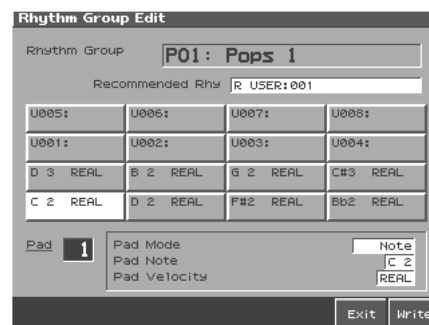 Rhythm Group Edit
Rhythm Group P01: Pops 1
Recommended Rhy R USER:001
U005: U006: U007: U008:
U001: U002: U003: U004:
D 3 REAL B 2 REAL G 2 REAL C#3 REAL
C 2 REAL D 2 REAL F#2 REAL Bb2 REAL
Pad 1
Pad Mode Note
Pad Note C 2
Pad Velocity REAL
Exit Write